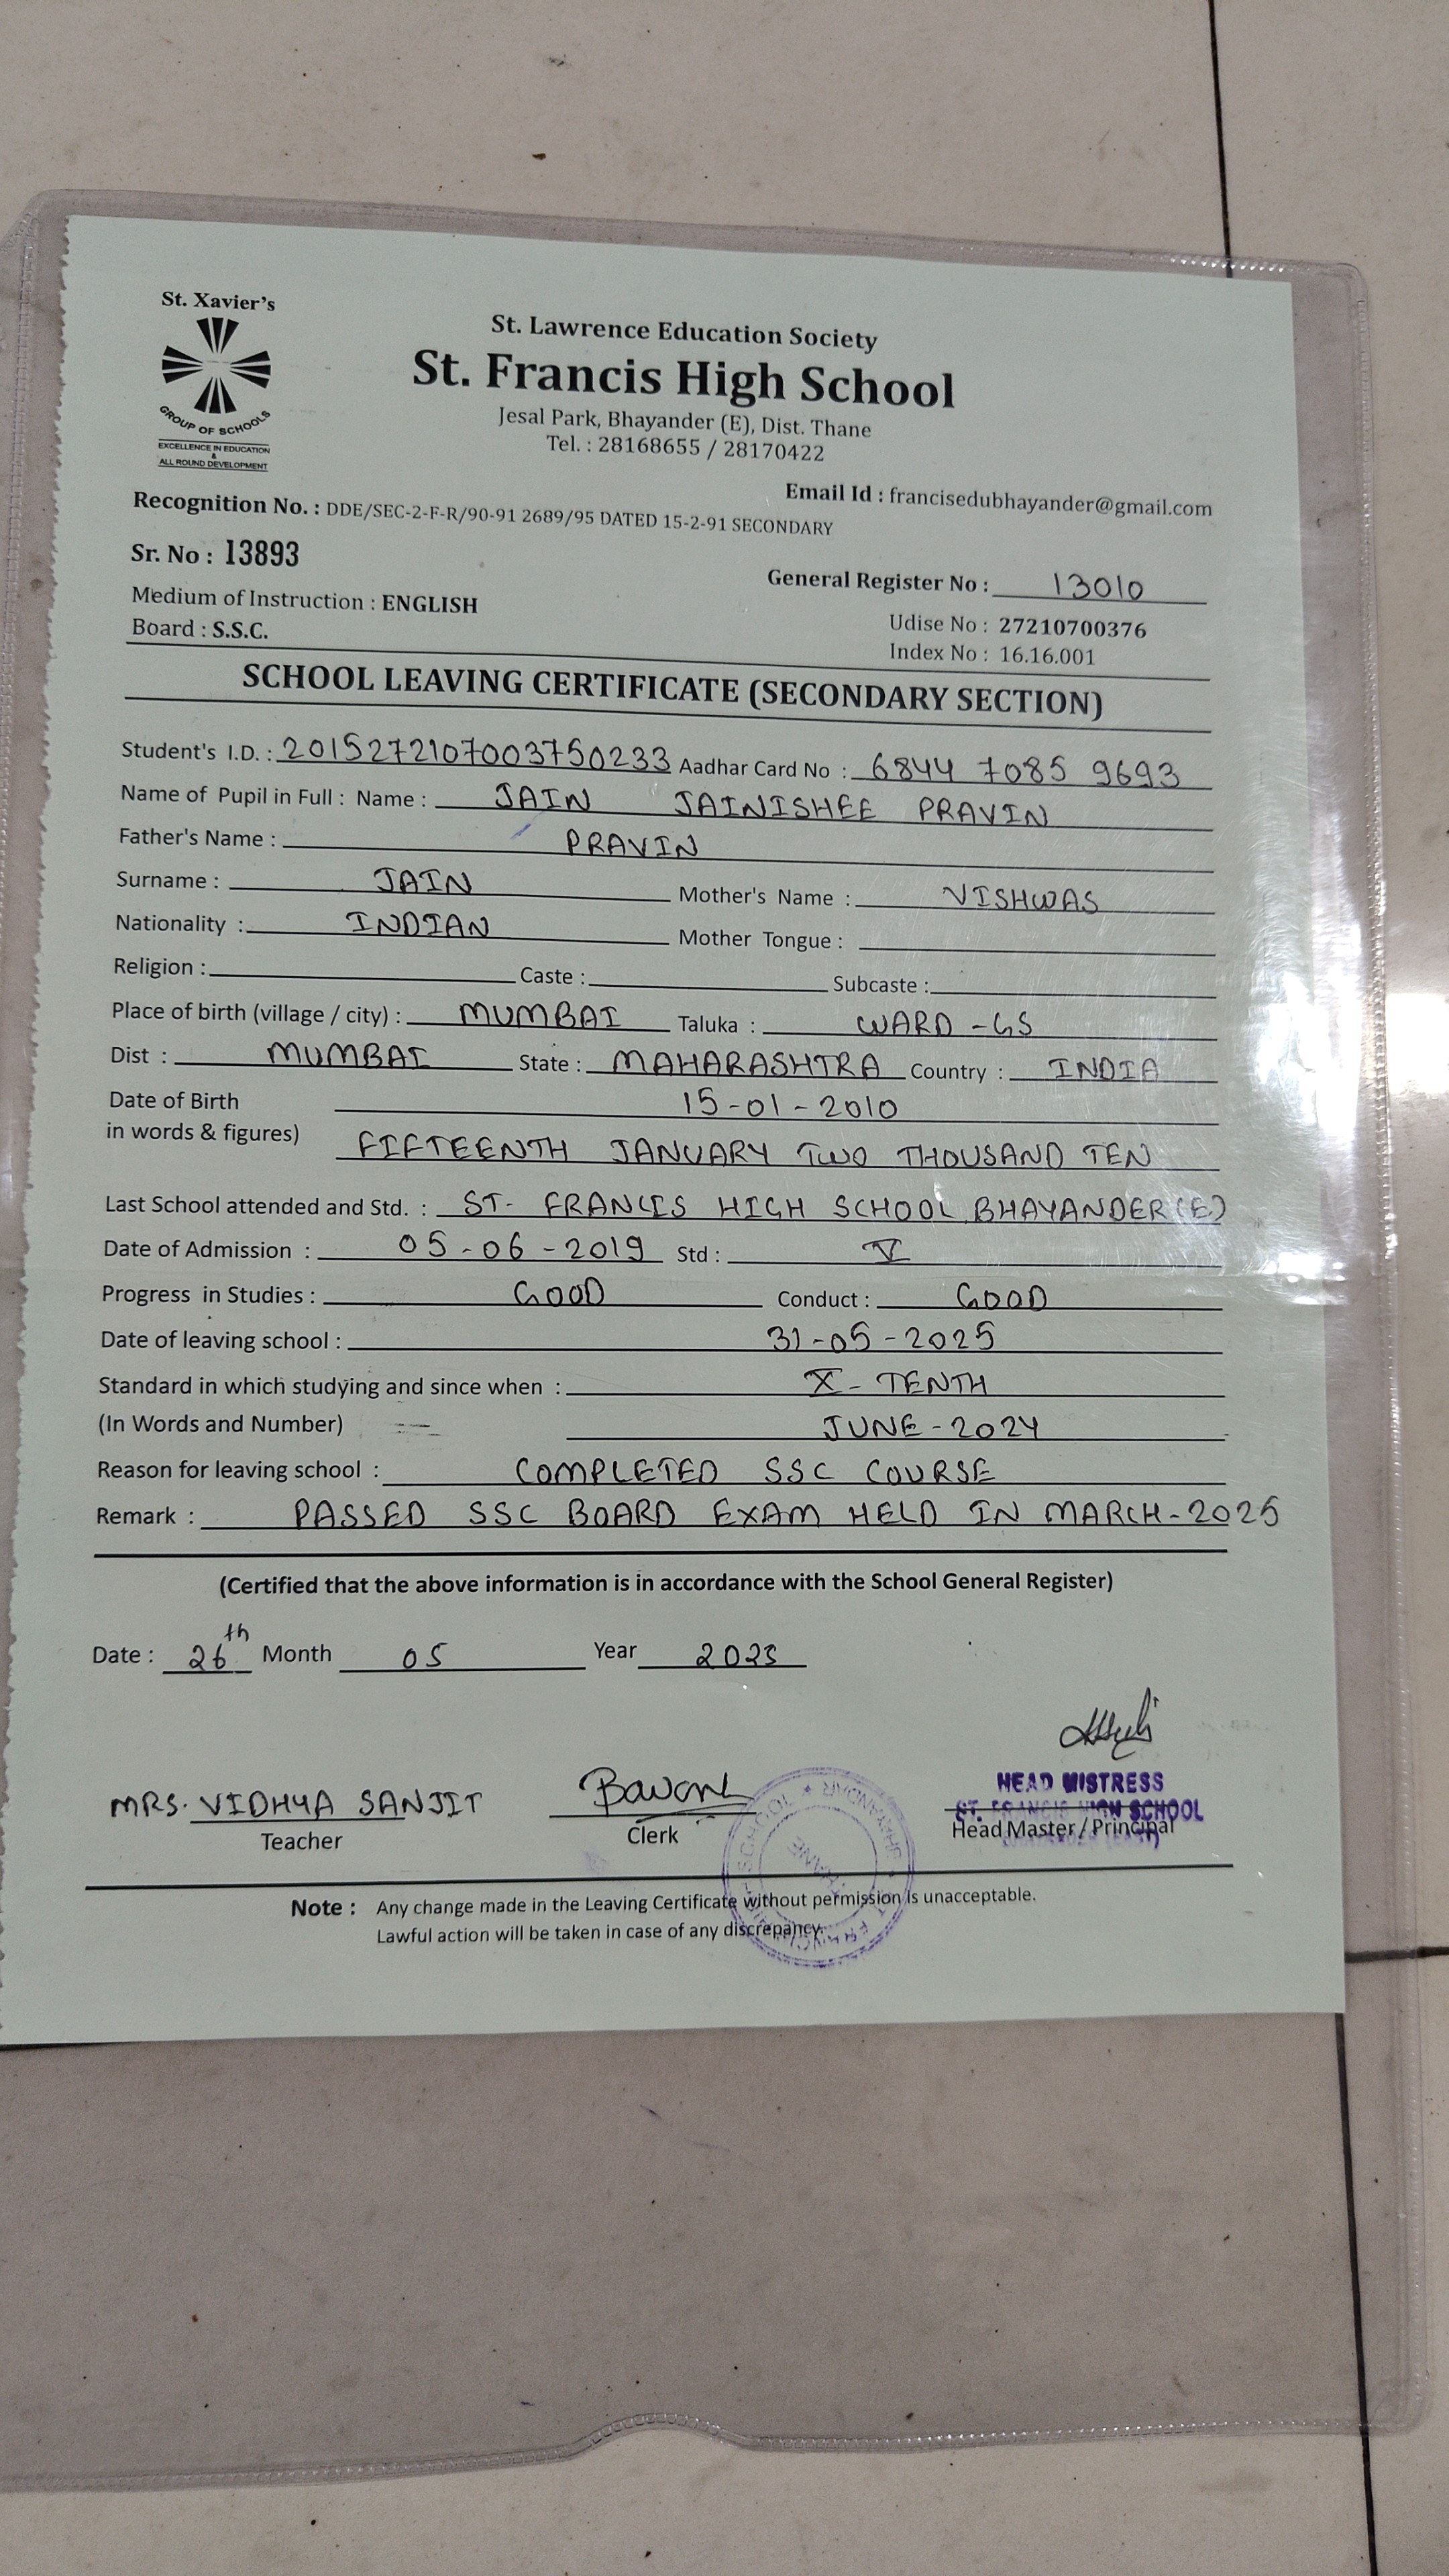 St. Xavier's
GROUP OF SCHOOLS
EXCELLENCE IN EDUCATION
&
ALL ROUND DEVELOPMENT
St. Lawrence Education Society
St. Francis High School
Jesal Park, Bhayander (E), Dist. Thane
Tel. : 28168655 / 28170422
Email Id : francisedubhayander@gmail.com
Recognition No. : DDE/SEC-2-F-R/90-91 2689/95 DATED 15-2-91 SECONDARY
Sr. No : 13893
General Register No : 13010
Medium of Instruction : ENGLISH
Udise No : 27210700376
Board : S.S.C.
Index No : 16.16.001
SCHOOL LEAVING CERTIFICATE (SECONDARY SECTION)
Student's I.D. : 2015272107003750233 Aadhar Card No : 6844 7085 9693
Name of Pupil in Full : Name : JAIN JAINISHEE PRAVIN
Father's Name : PRAVIN
Surname : JAIN Mother's Name : VISHWAS
Nationality : INDIAN Mother Tongue :
Religion : Caste : Subcaste :
Place of birth (village / city) : MUMBAI Taluka : WARD - GS
Dist : MUMBAI State : MAHARASHTRA Country : INDIA
Date of Birth 15-01-2010
in words & figures) FIFTEENTH JANUARY TWO THOUSAND TEN
Last School attended and Std. : ST. FRANCIS HIGH SCHOOL BHAYANDER (E)
Date of Admission : 05-06-2019 Std : V
Progress in Studies : GOOD Conduct : GOOD
Date of leaving school : 31-05-2025
Standard in which studying and since when : X - TENTH
(In Words and Number) JUNE - 2024
Reason for leaving school : COMPLETED SSC COURSE
Remark : PASSED SSC BOARD EXAM HELD IN MARCH-2025
(Certified that the above information is in accordance with the School General Register)
Date : 26th Month 05 Year 2025
MRS. VIDHYA SANJIT
Teacher
Clerk
HEAD MISTRESS
ST. FRANCIS HIGH SCHOOL
Head Master / Principal
Note : Any change made in the Leaving Certificate without permission is unacceptable.
Lawful action will be taken in case of any discrepancy.